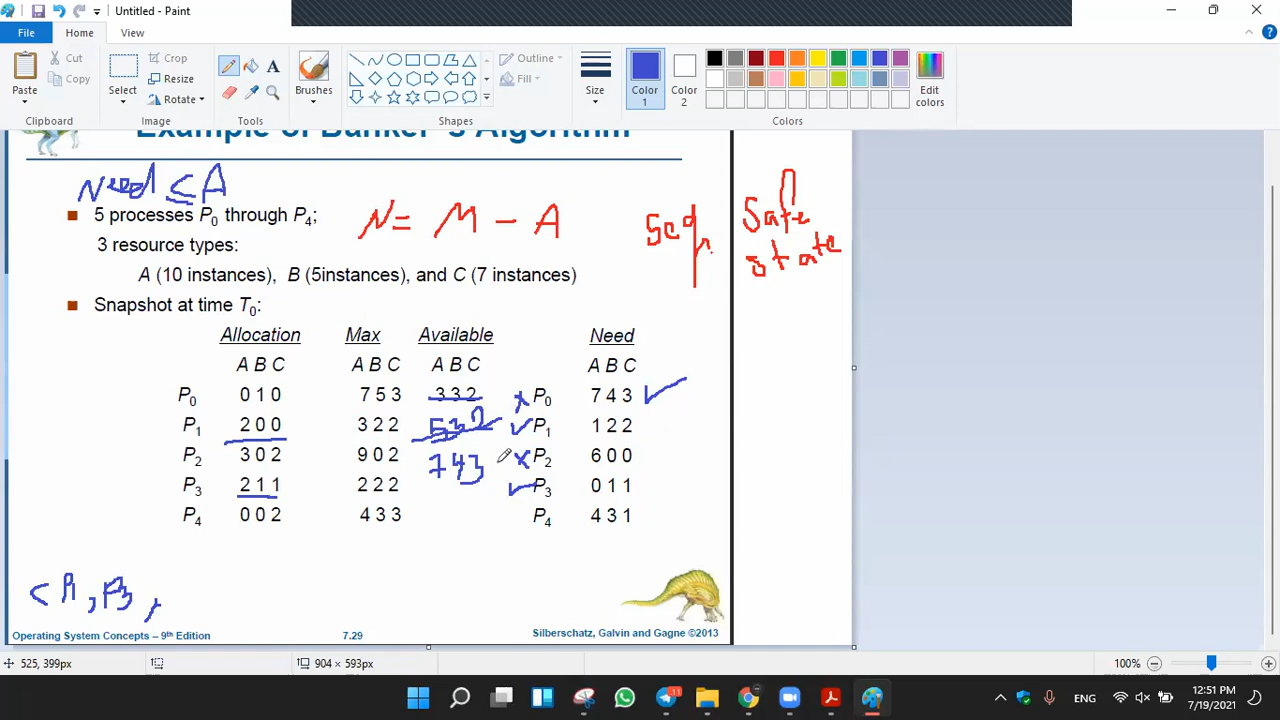 Untitled - Paint
File Home View
Paste Cut Copy Clipboard
Select Crop Resize Rotate Image
Tools
Brushes
Outline Fill Shapes
Size
Color 1
Color 2
Edit colors
Colors
Example of Banker's Algorithm
Need ≤ A
5 processes P0 through P4;
N = M - A
Seq.
Safe
state
3 resource types:
A (10 instances), B (5instances), and C (7 instances)
Snapshot at time T0:
Allocation Max Available Need
A B C A B C A B C A B C
P0 0 1 0 7 5 3 3 3 2 P0 7 4 3
P1 2 0 0 3 2 2 5 3 2 P1 1 2 2
P2 3 0 2 9 0 2 7 4 3 P2 6 0 0
P3 2 1 1 2 2 2 P3 0 1 1
P4 0 0 2 4 3 3 P4 4 3 1
< P1, P3,
Operating System Concepts – 9th Edition 7.29 Silberschatz, Galvin and Gagne ©2013
525, 399px 904 × 593px 100%
11 ENG 12:51 PM
7/19/2021